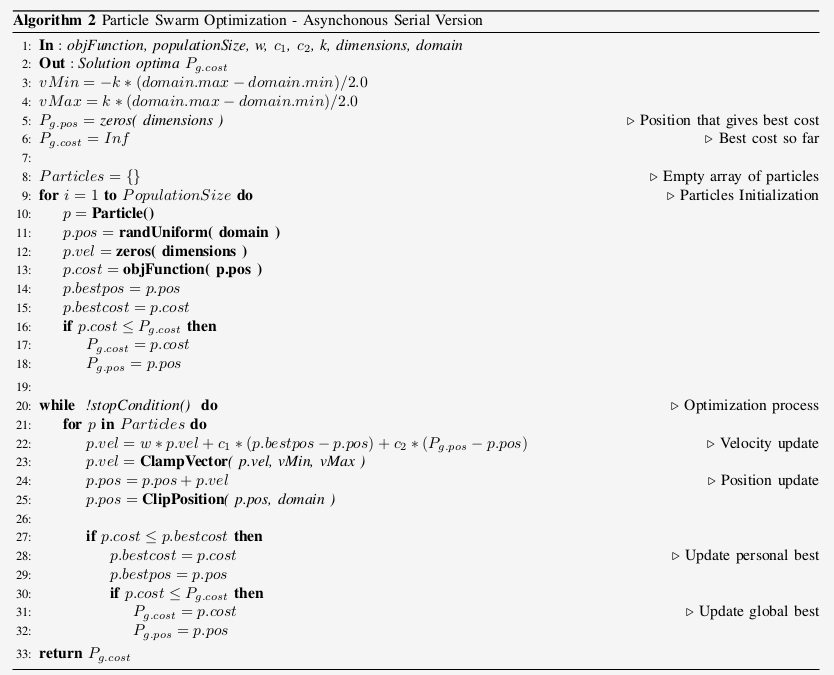 Algorithm 2 Particle Swarm Optimization - Asynchonous Serial Version
1: In : objFunction, populationSize, w, c₁, c₂, k, dimensions, domain
2: Out : Solution optima P_{g.cost}
3: vMin = −k ∗ (domain.max − domain.min)/2.0
4: vMax = k ∗ (domain.max − domain.min)/2.0
5: P_{g.pos} = zeros( dimensions ) ▷ Position that gives best cost
6: P_{g.cost} = Inf ▷ Best cost so far
7:
8: Particles = {} ▷ Empty array of particles
9: for i = 1 to PopulationSize do ▷ Particles Initialization
10: p = Particle()
11: p.pos = randUniform( domain )
12: p.vel = zeros( dimensions )
13: p.cost = objFunction( p.pos )
14: p.bestpos = p.pos
15: p.bestcost = p.cost
16: if p.cost ≤ P_{g.cost} then
17: P_{g.cost} = p.cost
18: P_{g.pos} = p.pos
19:
20: while !stopCondition() do ▷ Optimization process
21: for p in Particles do
22: p.vel = w ∗ p.vel + c₁ ∗ (p.bestpos − p.pos) + c₂ ∗ (P_{g.pos} − p.pos) ▷ Velocity update
23: p.vel = ClampVector( p.vel, vMin, vMax )
24: p.pos = p.pos + p.vel ▷ Position update
25: p.pos = ClipPosition( p.pos, domain )
26:
27: if p.cost ≤ p.bestcost then
28: p.bestcost = p.cost ▷ Update personal best
29: p.bestpos = p.pos
30: if p.cost ≤ P_{g.cost} then
31: P_{g.cost} = p.cost ▷ Update global best
32: P_{g.pos} = p.pos
33: return P_{g.cost}